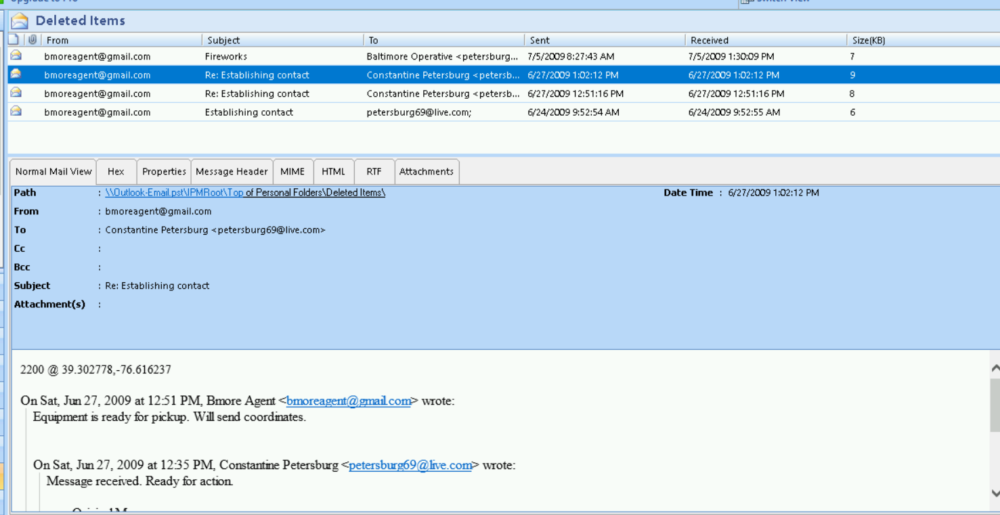 Deleted Items
From Subject To Sent Received Size(KB)
bmoreagent@gmail.com Fireworks Baltimore Operative <petersburg... 7/5/2009 8:27:43 AM 7/5/2009 1:30:09 PM 7
bmoreagent@gmail.com Re: Establishing contact Constantine Petersburg <petersb... 6/27/2009 1:02:12 PM 6/27/2009 1:02:12 PM 9
bmoreagent@gmail.com Re: Establishing contact Constantine Petersburg <petersb... 6/27/2009 12:51:16 PM 6/27/2009 12:51:16 PM 8
bmoreagent@gmail.com Establishing contact petersburg69@live.com; 6/24/2009 9:52:54 AM 6/24/2009 9:52:55 AM 6
Normal Mail View Hex Properties Message Header MIME HTML RTF Attachments
Path : \\Outlook-Email.pst\IPMRoot\Top of Personal Folders\Deleted Items\ Date Time : 6/27/2009 1:02:12 PM
From : bmoreagent@gmail.com
To : Constantine Petersburg <petersburg69@live.com>
Cc :
Bcc :
Subject : Re: Establishing contact
Attachment(s) :
2200 @ 39.302778,-76.616237
On Sat, Jun 27, 2009 at 12:51 PM, Bmore Agent <bmoreagent@gmail.com> wrote:
Equipment is ready for pickup. Will send coordinates.
On Sat, Jun 27, 2009 at 12:35 PM, Constantine Petersburg <petersburg69@live.com> wrote:
Message received. Ready for action.